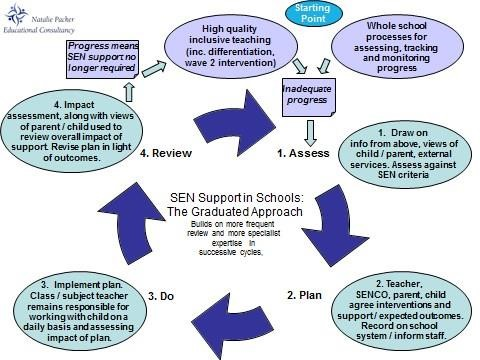 Natalie Packer
Educational Consultancy
Starting
Point
High quality
inclusive teaching
(inc. differentiation,
wave 2 intervention)
Whole school
processes for
assessing, tracking
and monitoring
progress
Progress means
SEN support no
longer required
Inadequate
progress
4. Impact
assessment, along with views
of parent / child used to
review overall impact of
support. Revise plan in light
of outcomes.
4. Review
1. Assess
1. Draw on
info from above, views of
child / parent, external
services. Assess against
SEN criteria
SEN Support in Schools:
The Graduated Approach
Builds on more frequent
review and more specialist
expertise in
successive cycles,
3. Implement plan.
Class / subject teacher
remains responsible for
working with child on a
daily basis and assessing
impact of plan.
3. Do
2. Plan
2. Teacher,
SENCO, parent, child
agree interventions and
support / expected outcomes.
Record on school
system / inform staff.